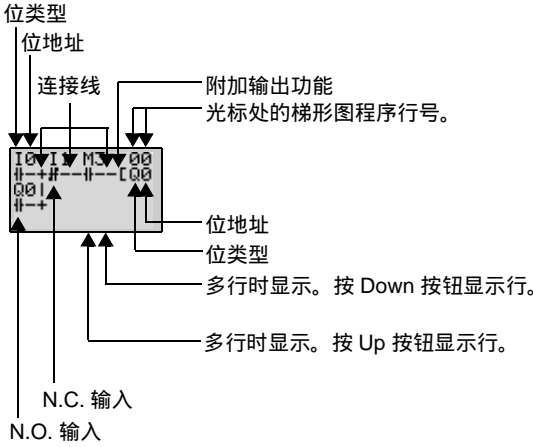 位类型
位地址
连接线
附加输出功能
光标处的梯形图程序行号。
I0 I1 M3 00
[Q0
Q0
位地址
位类型
多行时显示。按 Down 按钮显示行。
多行时显示。按 Up 按钮显示行。
N.C. 输入
N.O. 输入